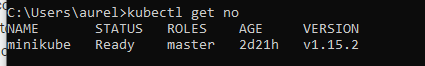 C:\Users\aurel>kubectl get no
NAME STATUS ROLES AGE VERSION
minikube Ready master 2d21h v1.15.2